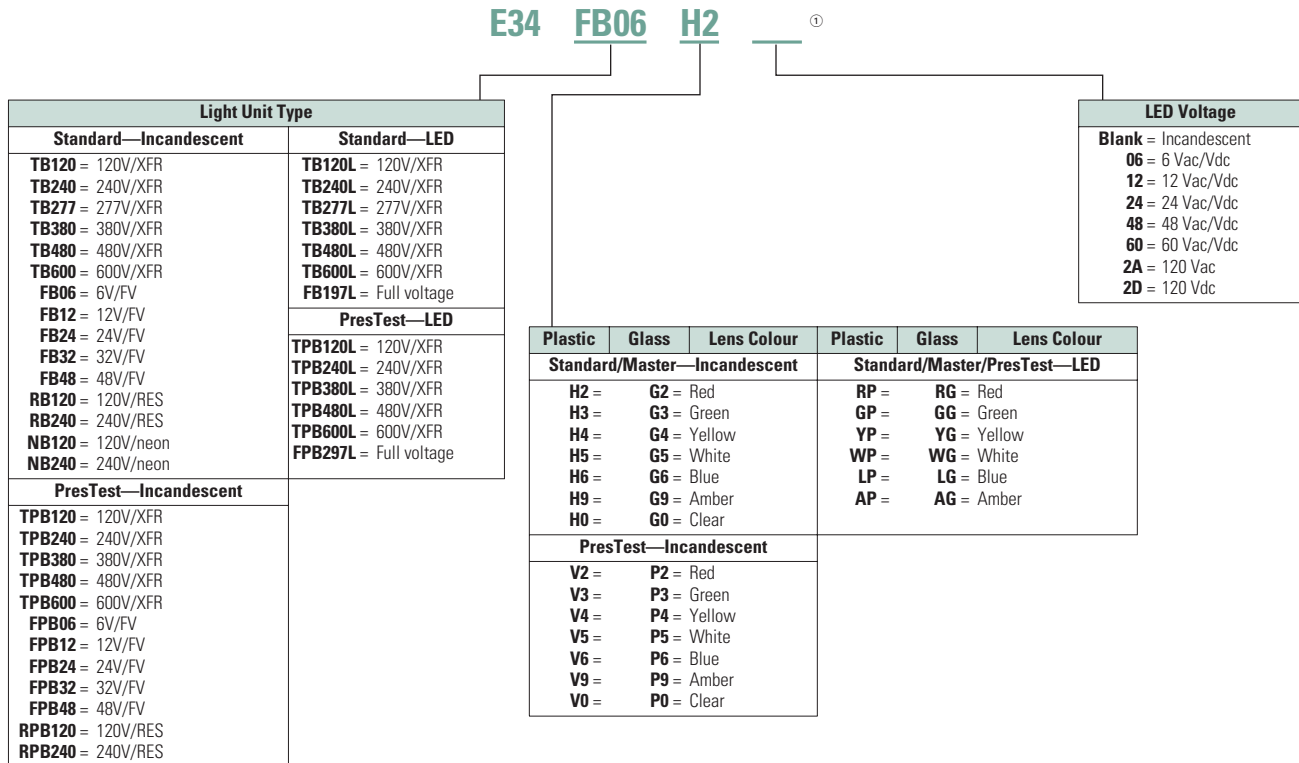 E34 FB06 H2 ①
Light Unit Type
Standard—Incandescent
TB120 = 120V/XFR
TB240 = 240V/XFR
TB277 = 277V/XFR
TB380 = 380V/XFR
TB480 = 480V/XFR
TB600 = 600V/XFR
FB06 = 6V/FV
FB12 = 12V/FV
FB24 = 24V/FV
FB32 = 32V/FV
FB48 = 48V/FV
RB120 = 120V/RES
RB240 = 240V/RES
NB120 = 120V/neon
NB240 = 240V/neon
PresTest—Incandescent
TPB120 = 120V/XFR
TPB240 = 240V/XFR
TPB380 = 380V/XFR
TPB480 = 480V/XFR
TPB600 = 600V/XFR
FPB06 = 6V/FV
FPB12 = 12V/FV
FPB24 = 24V/FV
FPB32 = 32V/FV
FPB48 = 48V/FV
RPB120 = 120V/RES
RPB240 = 240V/RES
Standard—LED
TB120L = 120V/XFR
TB240L = 240V/XFR
TB277L = 277V/XFR
TB380L = 380V/XFR
TB480L = 480V/XFR
TB600L = 600V/XFR
FB197L = Full voltage
PresTest—LED
TPB120L = 120V/XFR
TPB240L = 240V/XFR
TPB380L = 380V/XFR
TPB480L = 480V/XFR
TPB600L = 600V/XFR
FPB297L = Full voltage
Plastic Glass Lens Colour
Standard/Master—Incandescent
H2 = G2 = Red
H3 = G3 = Green
H4 = G4 = Yellow
H5 = G5 = White
H6 = G6 = Blue
H9 = G9 = Amber
H0 = G0 = Clear
PresTest—Incandescent
V2 = P2 = Red
V3 = P3 = Green
V4 = P4 = Yellow
V5 = P5 = White
V6 = P6 = Blue
V9 = P9 = Amber
V0 = P0 = Clear
Plastic Glass Lens Colour
Standard/Master/PresTest—LED
RP = RG = Red
GP = GG = Green
YP = YG = Yellow
WP = WG = White
LP = LG = Blue
AP = AG = Amber
LED Voltage
Blank = Incandescent
06 = 6 Vac/Vdc
12 = 12 Vac/Vdc
24 = 24 Vac/Vdc
48 = 48 Vac/Vdc
60 = 60 Vac/Vdc
2A = 120 Vac
2D = 120 Vdc